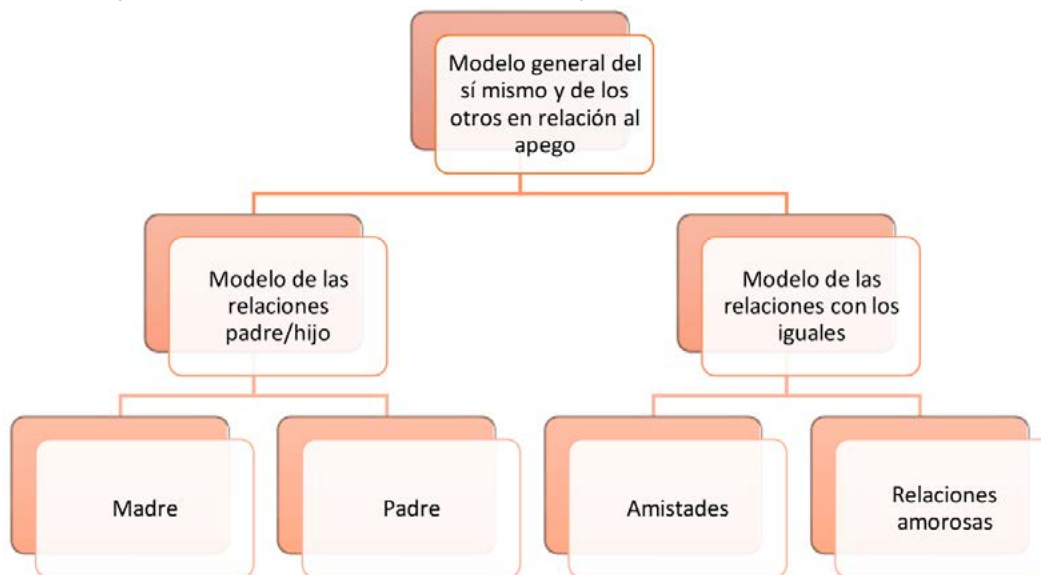 Modelo general del
sí mismo y de los
otros en relación al
apego
Modelo de las
relaciones
padre/hijo
Modelo de las
relaciones con los
iguales
Madre
Padre
Amistades
Relaciones
amorosas